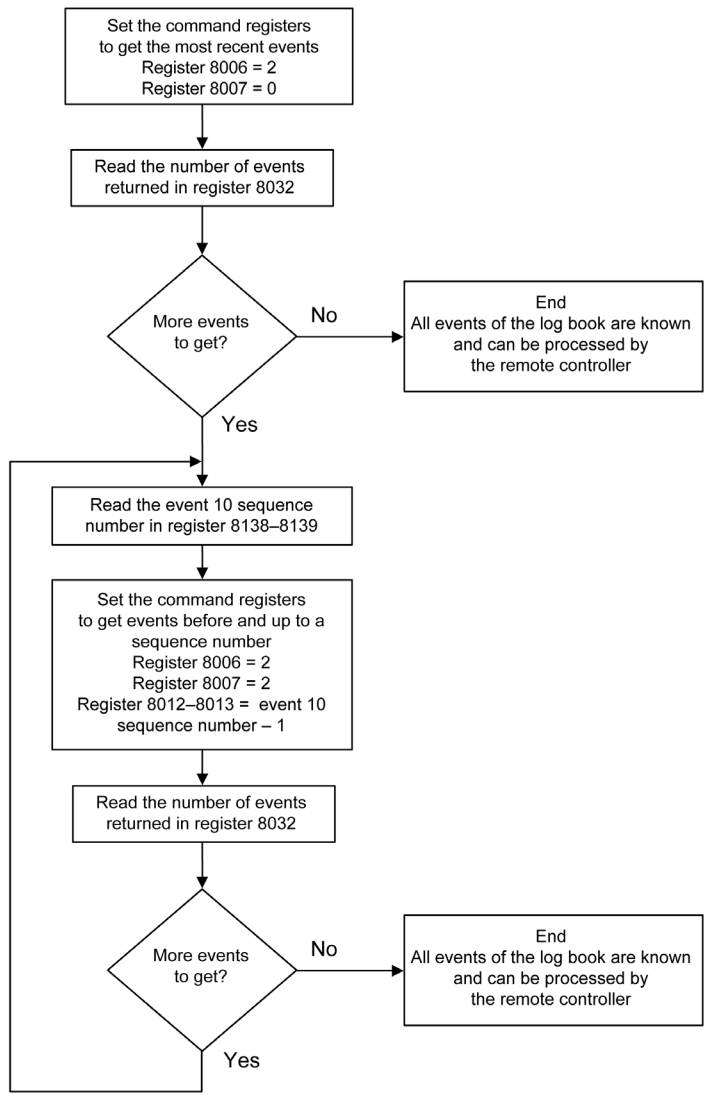 Set the command registers
to get the most recent events
Register 8006 = 2
Register 8007 = 0
Read the number of events
returned in register 8032
More events
to get?
No
End
All events of the log book are known
and can be processed by
the remote controller
Yes
Read the event 10 sequence
number in register 8138–8139
Set the command registers
to get events before and up to a
sequence number
Register 8006 = 2
Register 8007 = 2
Register 8012–8013 = event 10
sequence number – 1
Read the number of events
returned in register 8032
More events
to get?
No
End
All events of the log book are known
and can be processed by
the remote controller
Yes